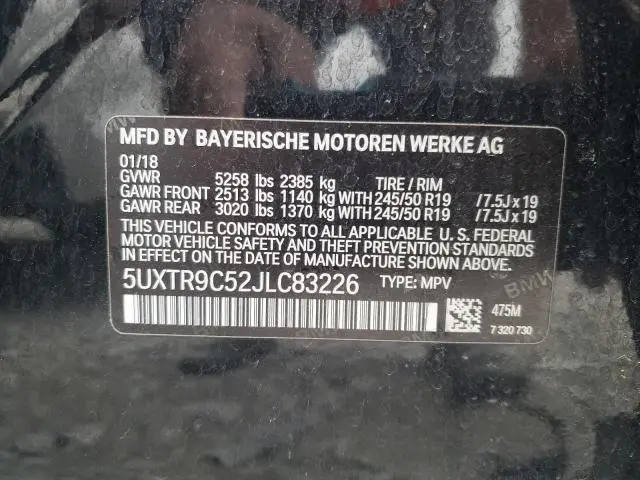 MFD BY BAYERISCHE MOTOREN WERKE AG
01/18
GVWR 5258 lbs 2385 kg TIRE / RIM
GAWR FRONT 2513 lbs 1140 kg WITH 245/50 R19 /7.5J x 19
GAWR REAR 3020 lbs 1370 kg WITH 245/50 R19 /7.5J x 19
THIS VEHICLE CONFORMS TO ALL APPLICABLE U. S. FEDERAL
MOTOR VEHICLE SAFETY AND THEFT PREVENTION STANDARDS
IN EFFECT ON THE DATE OF MANUFACTURE SHOWN ABOVE.
5UXTR9C52JLC83226 TYPE: MPV
475M
7 320 730